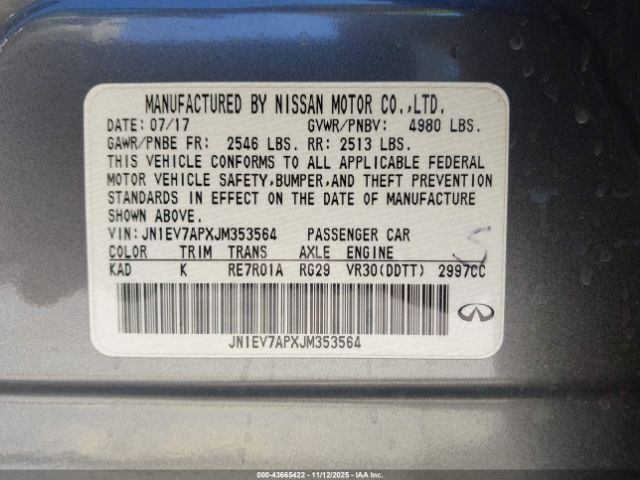 MANUFACTURED BY NISSAN MOTOR CO.,LTD.
DATE: 07/17 GVWR/PNBV: 4980 LBS.
GAWR/PNBE FR: 2546 LBS. RR: 2513 LBS.
THIS VEHICLE CONFORMS TO ALL APPLICABLE FEDERAL
MOTOR VEHICLE SAFETY,BUMPER,AND THEFT PREVENTION
STANDARDS IN EFFECT ON THE DATE OF MANUFACTURE
SHOWN ABOVE.
VIN:JN1EV7APXJM353564 PASSENGER CAR
COLOR TRIM TRANS AXLE ENGINE
KAD K RE7R01A RG29 VR30(DDTT) 2997CC
JN1EV7APXJM353564
000-43665422 - 11/12/2025 - IAA Inc.